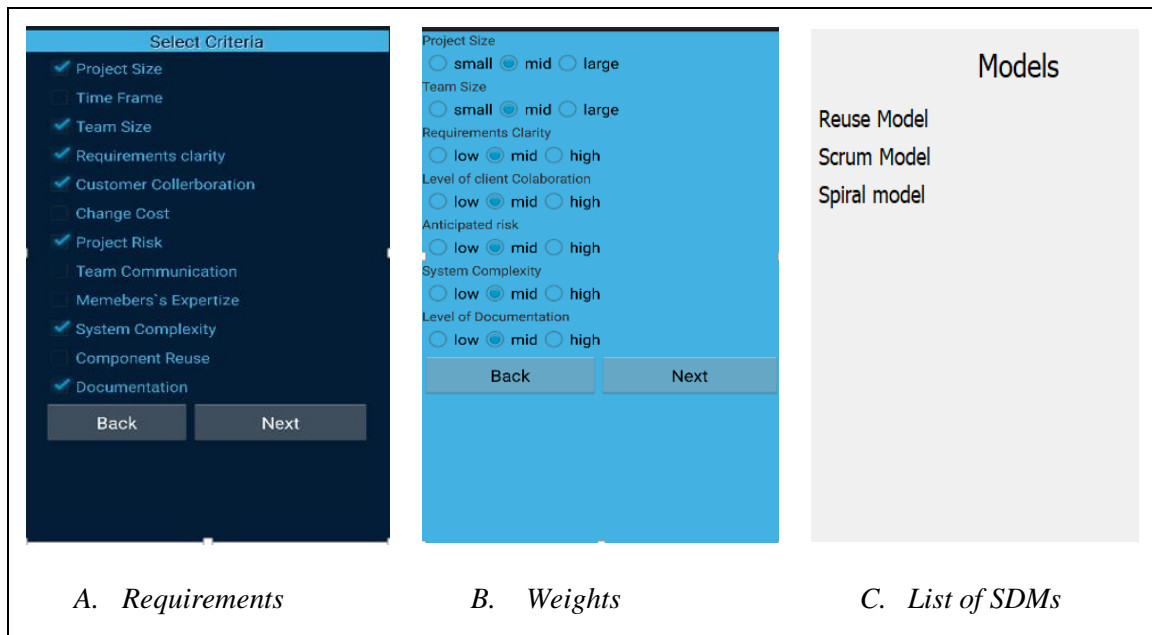 Select Criteria
Project Size
Time Frame
Team Size
Requirements clarity
Customer Collerboration
Change Cost
Project Risk
Team Communication
Memebers`s Expertize
System Complexity
Component Reuse
Documentation
Back Next
Project Size
small mid large
Team Size
small mid large
Requirements Clarity
low mid high
Level of client Colaboration
low mid high
Anticipated risk
low mid high
System Complexity
low mid high
Level of Documentation
low mid high
Back Next
Models
Reuse Model
Scrum Model
Spiral model
A. Requirements
B. Weights
C. List of SDMs